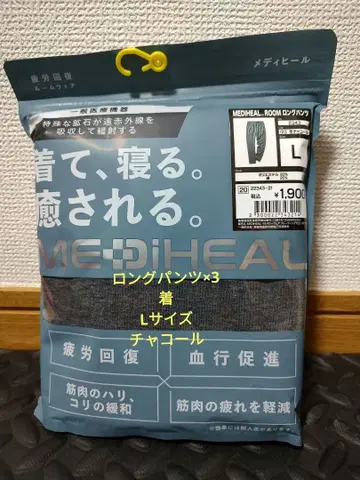 疲労回復
ルームウェア
メディヒール
一般医療機器
特殊な鉱石が遠赤外線を
吸収して輻射する
MEDIHEAL. ROOM ロングパンツ
L
20
22343-21
税込
¥1,900
着て、寝る。
癒される。
MEDiHEAL
ロングパンツ×3
着
Lサイズ
チャコール
疲労回復
血行促進
筋肉のハリ、
コリの緩和
筋肉の疲れを軽減